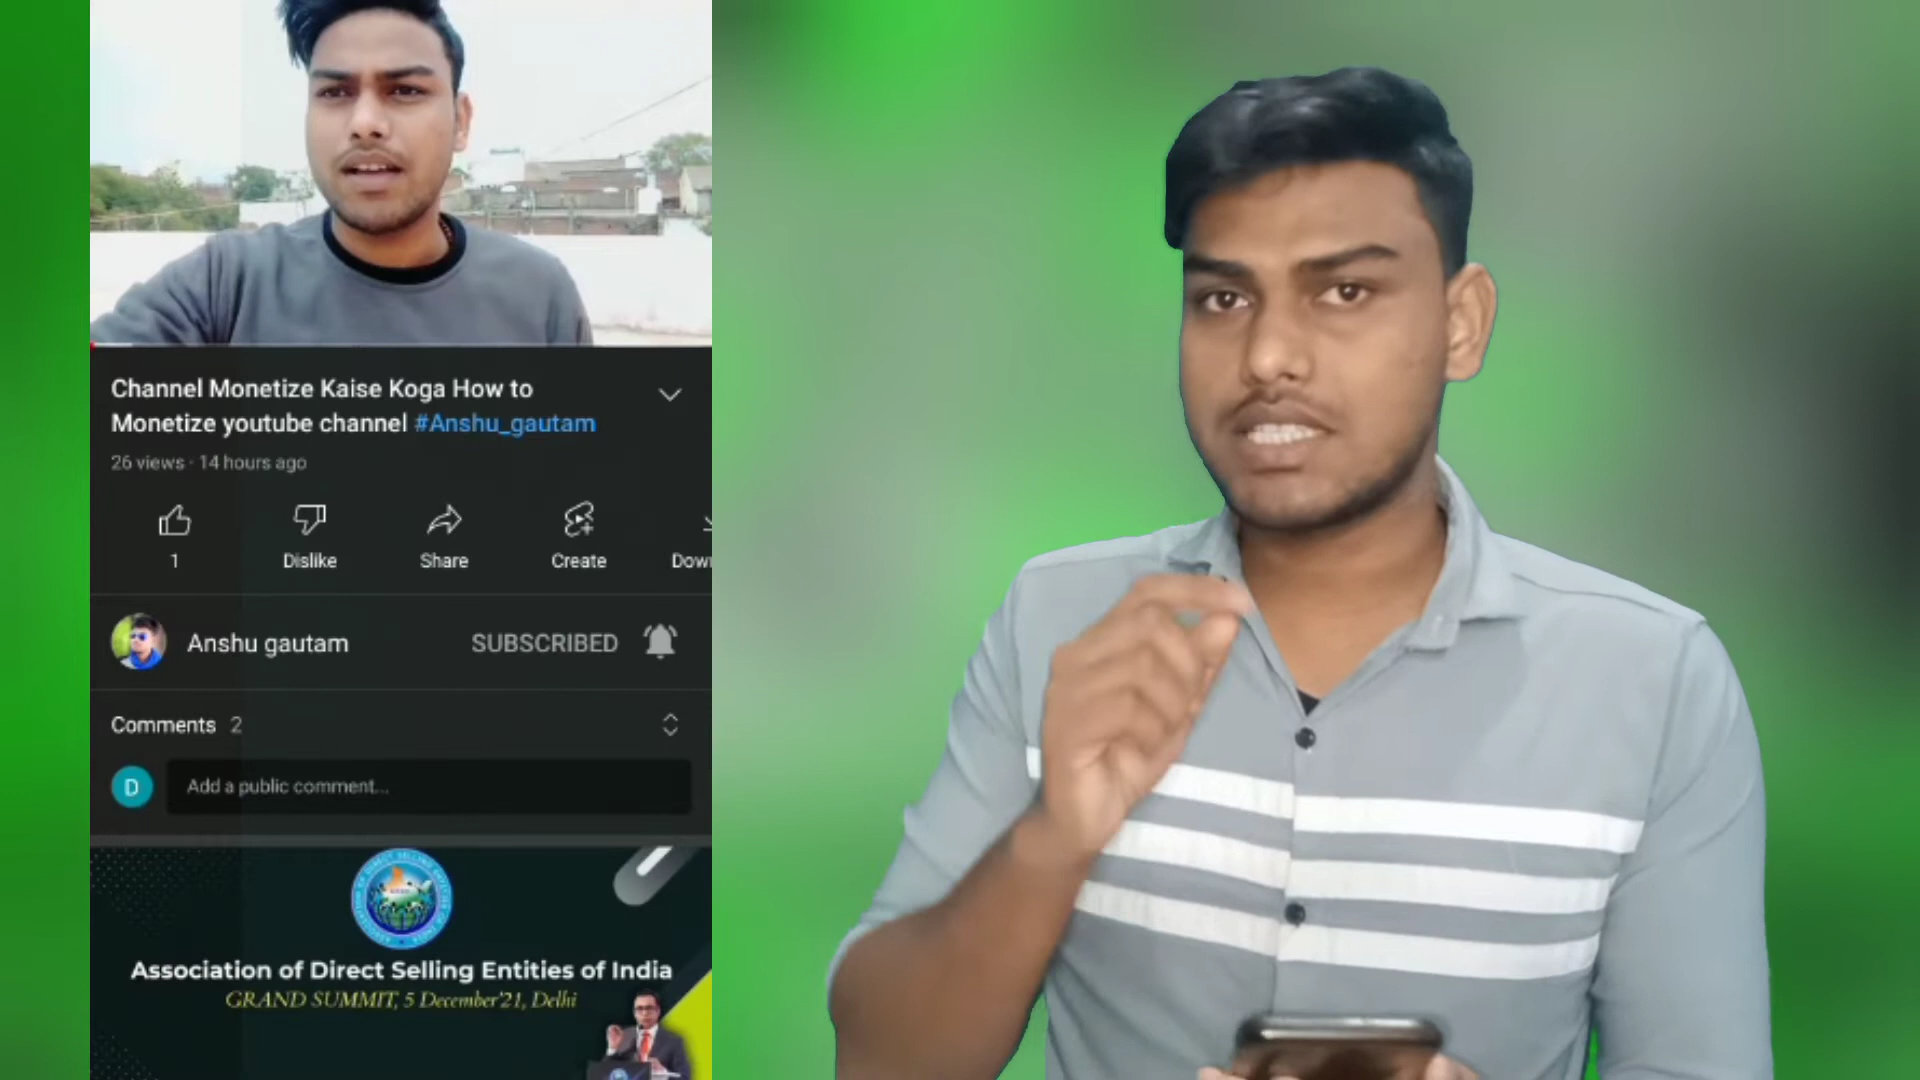 Channel Monetize Kaise Koga How to
Monetize youtube channel #Anshu_gautam
26 views · 14 hours ago
1
Dislike
Share
Create
Dow
Anshu gautam
SUBSCRIBED
Comments 2
D
Add a public comment...
Association of Direct Selling Entities of India
GRAND SUMMIT, 5 December'21, Delhi